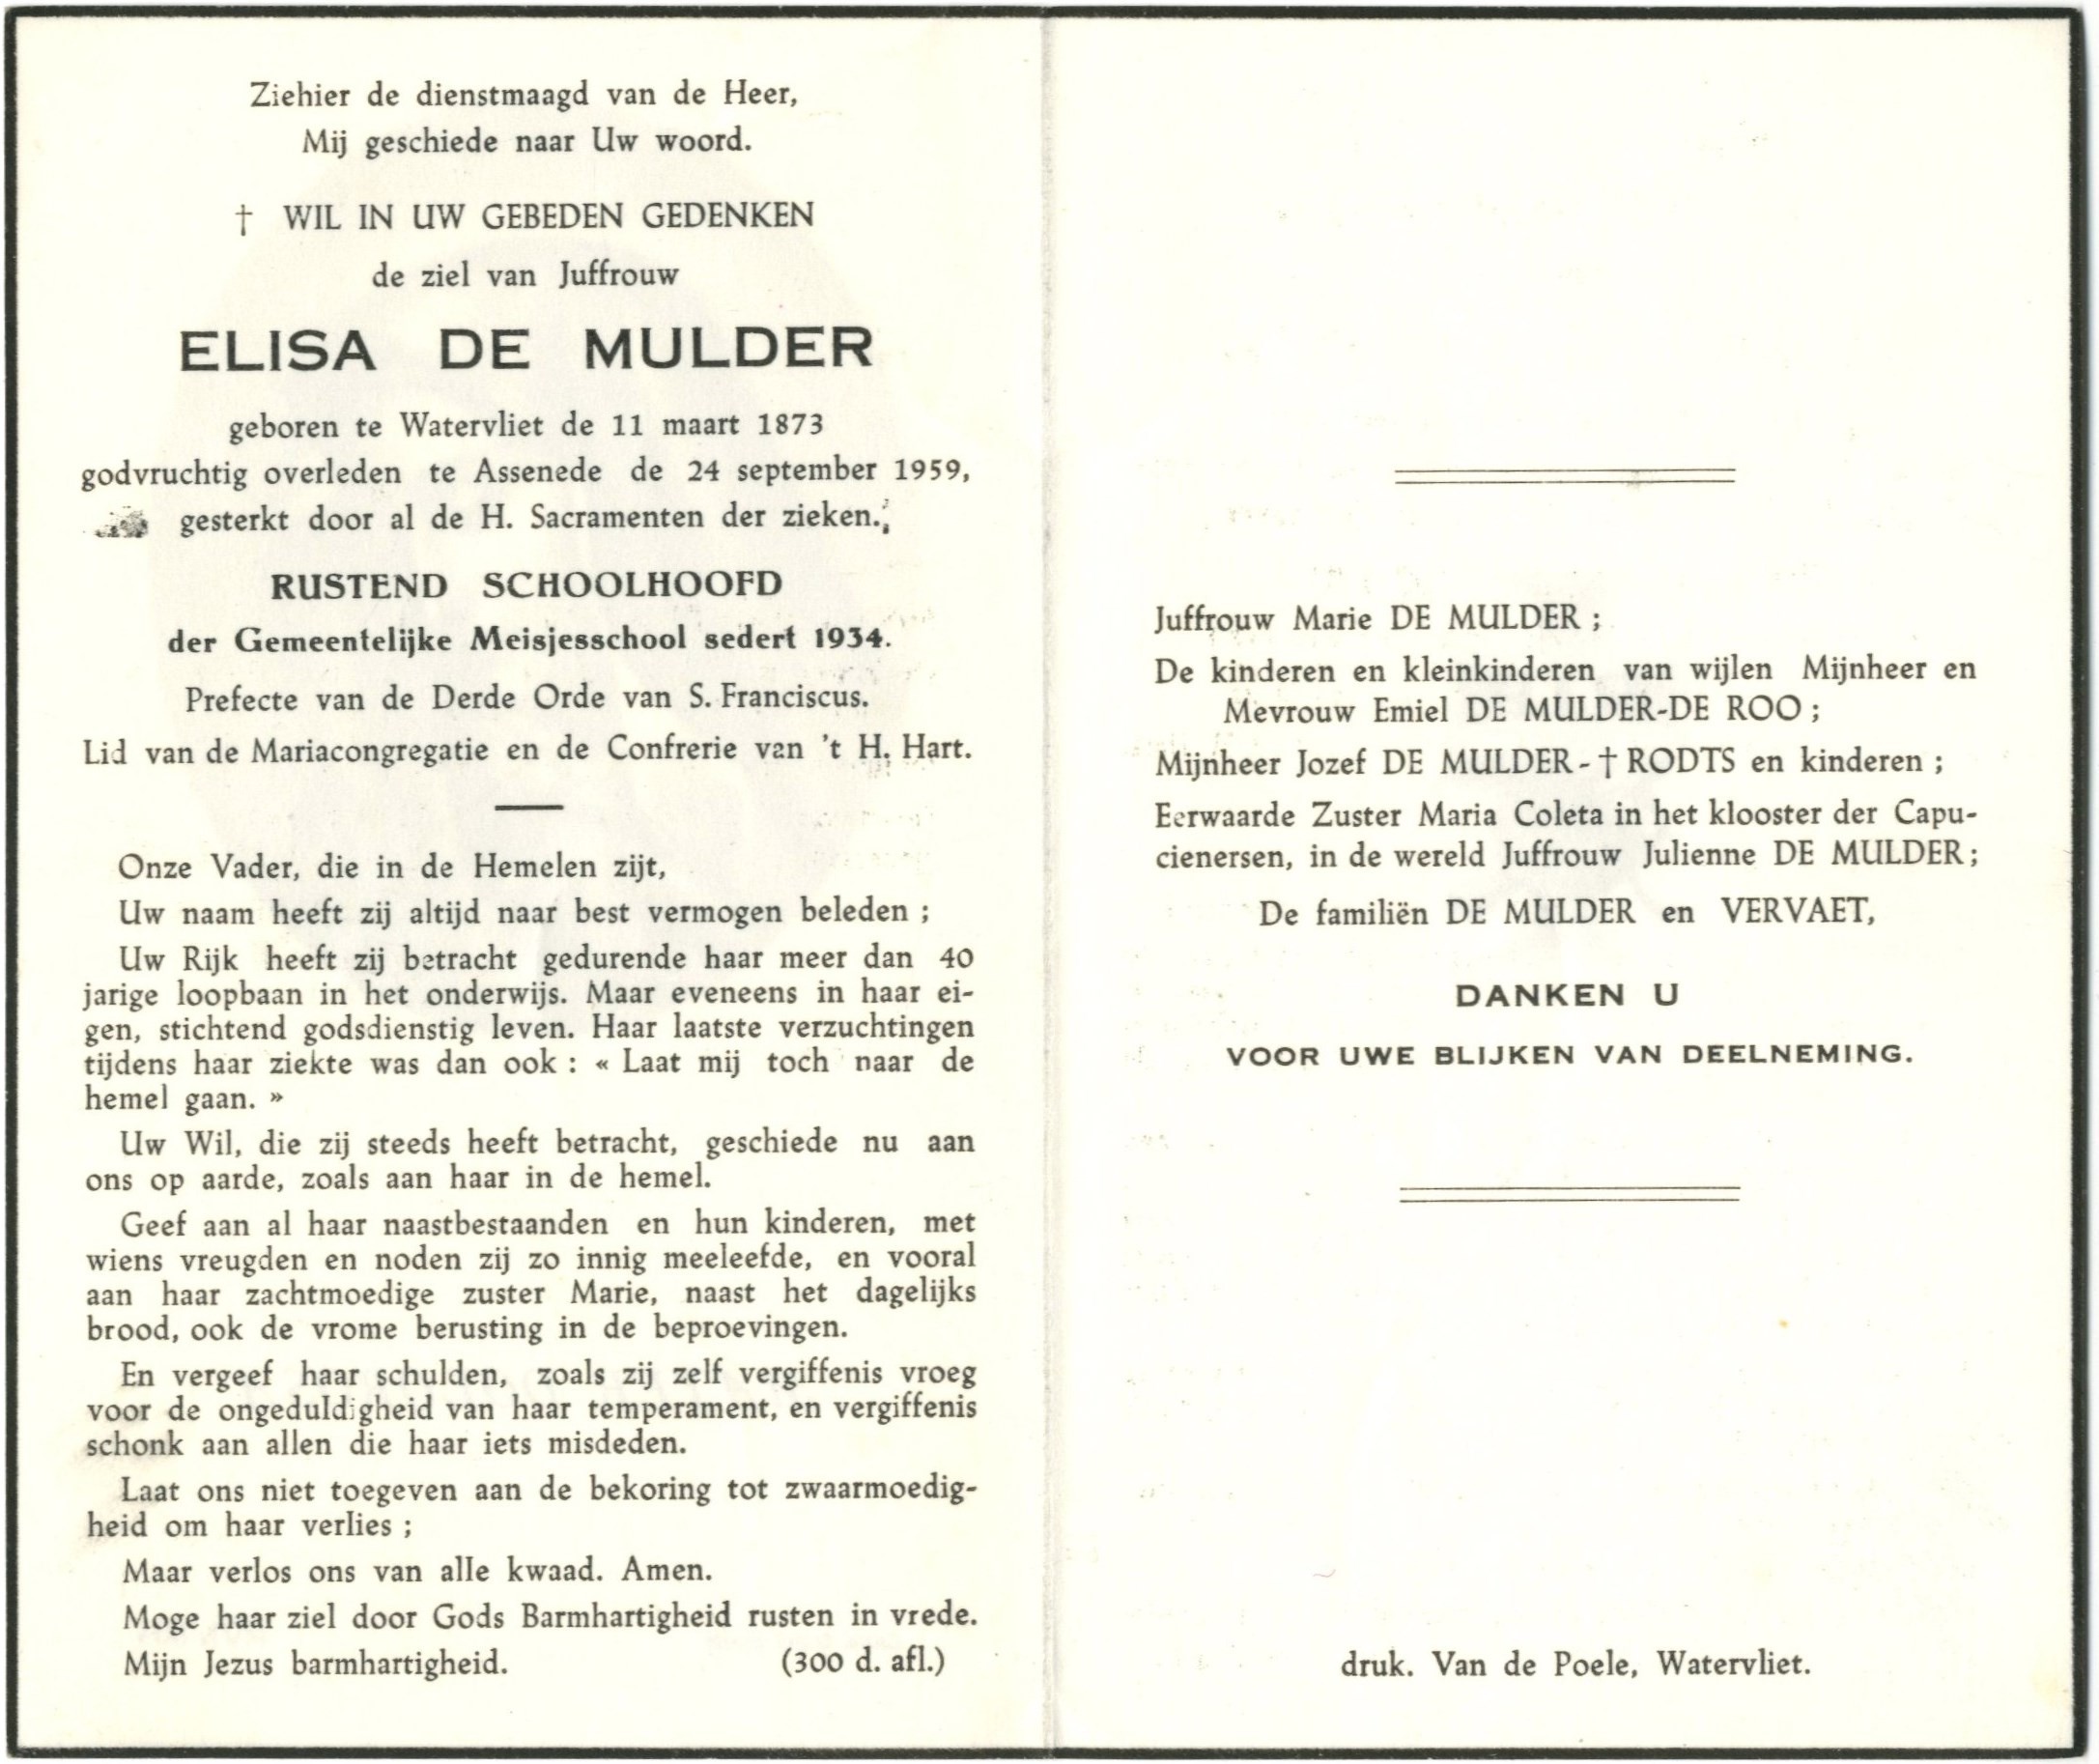 Ziehier de dienstmaagd van de Heer,
Mij geschiede naar Uw woord.
† WIL IN UW GEBEDEN GEDENKEN
de ziel van Juffrouw
ELISA DE MULDER
geboren te Watervliet de 11 maart 1873
godvruchtig overleden te Assenede de 24 september 1959,
gesterkt door al de H. Sacramenten der zieken.
RUSTEND SCHOOLHOOFD
der Gemeentelijke Meisjesschool sedert 1934.
Prefecte van de Derde Orde van S. Franciscus.
Lid van de Mariacongregatie en de Confrerie van 't H. Hart.
Onze Vader, die in de Hemelen zijt,
Uw naam heeft zij altijd naar best vermogen beleden ;
Uw Rijk heeft zij betracht gedurende haar meer dan 40
jarige loopbaan in het onderwijs. Maar eveneens in haar ei-
gen, stichtend godsdienstig leven. Haar laatste verzuchtingen
tijdens haar ziekte was dan ook : « Laat mij toch naar de
hemel gaan. »
Uw Wil, die zij steeds heeft betracht, geschiede nu aan
ons op aarde, zoals aan haar in de hemel.
Geef aan al haar naastbestaanden en hun kinderen, met
wiens vreugden en noden zij zo innig meeleefde, en vooral
aan haar zachtmoedige zuster Marie, naast het dagelijks
brood, ook de vrome berusting in de beproevingen.
En vergeef haar schulden, zoals zij zelf vergiffenis vroeg
voor de ongeduldigheid van haar temperament, en vergiffenis
schonk aan allen die haar iets misdeden.
Laat ons niet toegeven aan de bekoring tot zwaarmoedig-
heid om haar verlies ;
Maar verlos ons van alle kwaad. Amen.
Moge haar ziel door Gods Barmhartigheid rusten in vrede.
Mijn Jezus barmhartigheid. (300 d. afl.)
Juffrouw Marie DE MULDER ;
De kinderen en kleinkinderen van wijlen Mijnheer en
Mevrouw Emiel DE MULDER-DE ROO ;
Mijnheer Jozef DE MULDER - † RODTS en kinderen ;
Eerwaarde Zuster Maria Coleta in het klooster der Capu-
cienersen, in de wereld Juffrouw Julienne DE MULDER ;
De familiën DE MULDER en VERVAET,
DANKEN U
VOOR UWE BLIJKEN VAN DEELNEMING.
druk. Van de Poele, Watervliet.